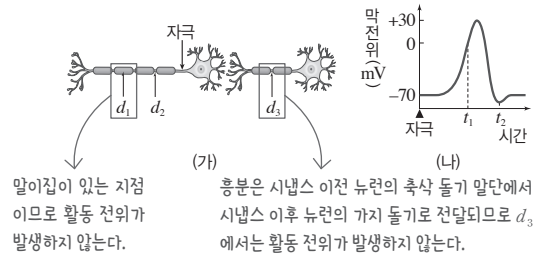 자극
d₁
d₂
d₃
(가)
막전위(mV)
+30
0
-70
t₁
t₂
자극
시간
(나)
말이집이 있는 지점
이므로 활동 전위가
발생하지 않는다.
흥분은 시냅스 이전 뉴런의 축삭 돌기 말단에서
시냅스 이후 뉴런의 가지 돌기로 전달되므로 d₃
에서는 활동 전위가 발생하지 않는다.